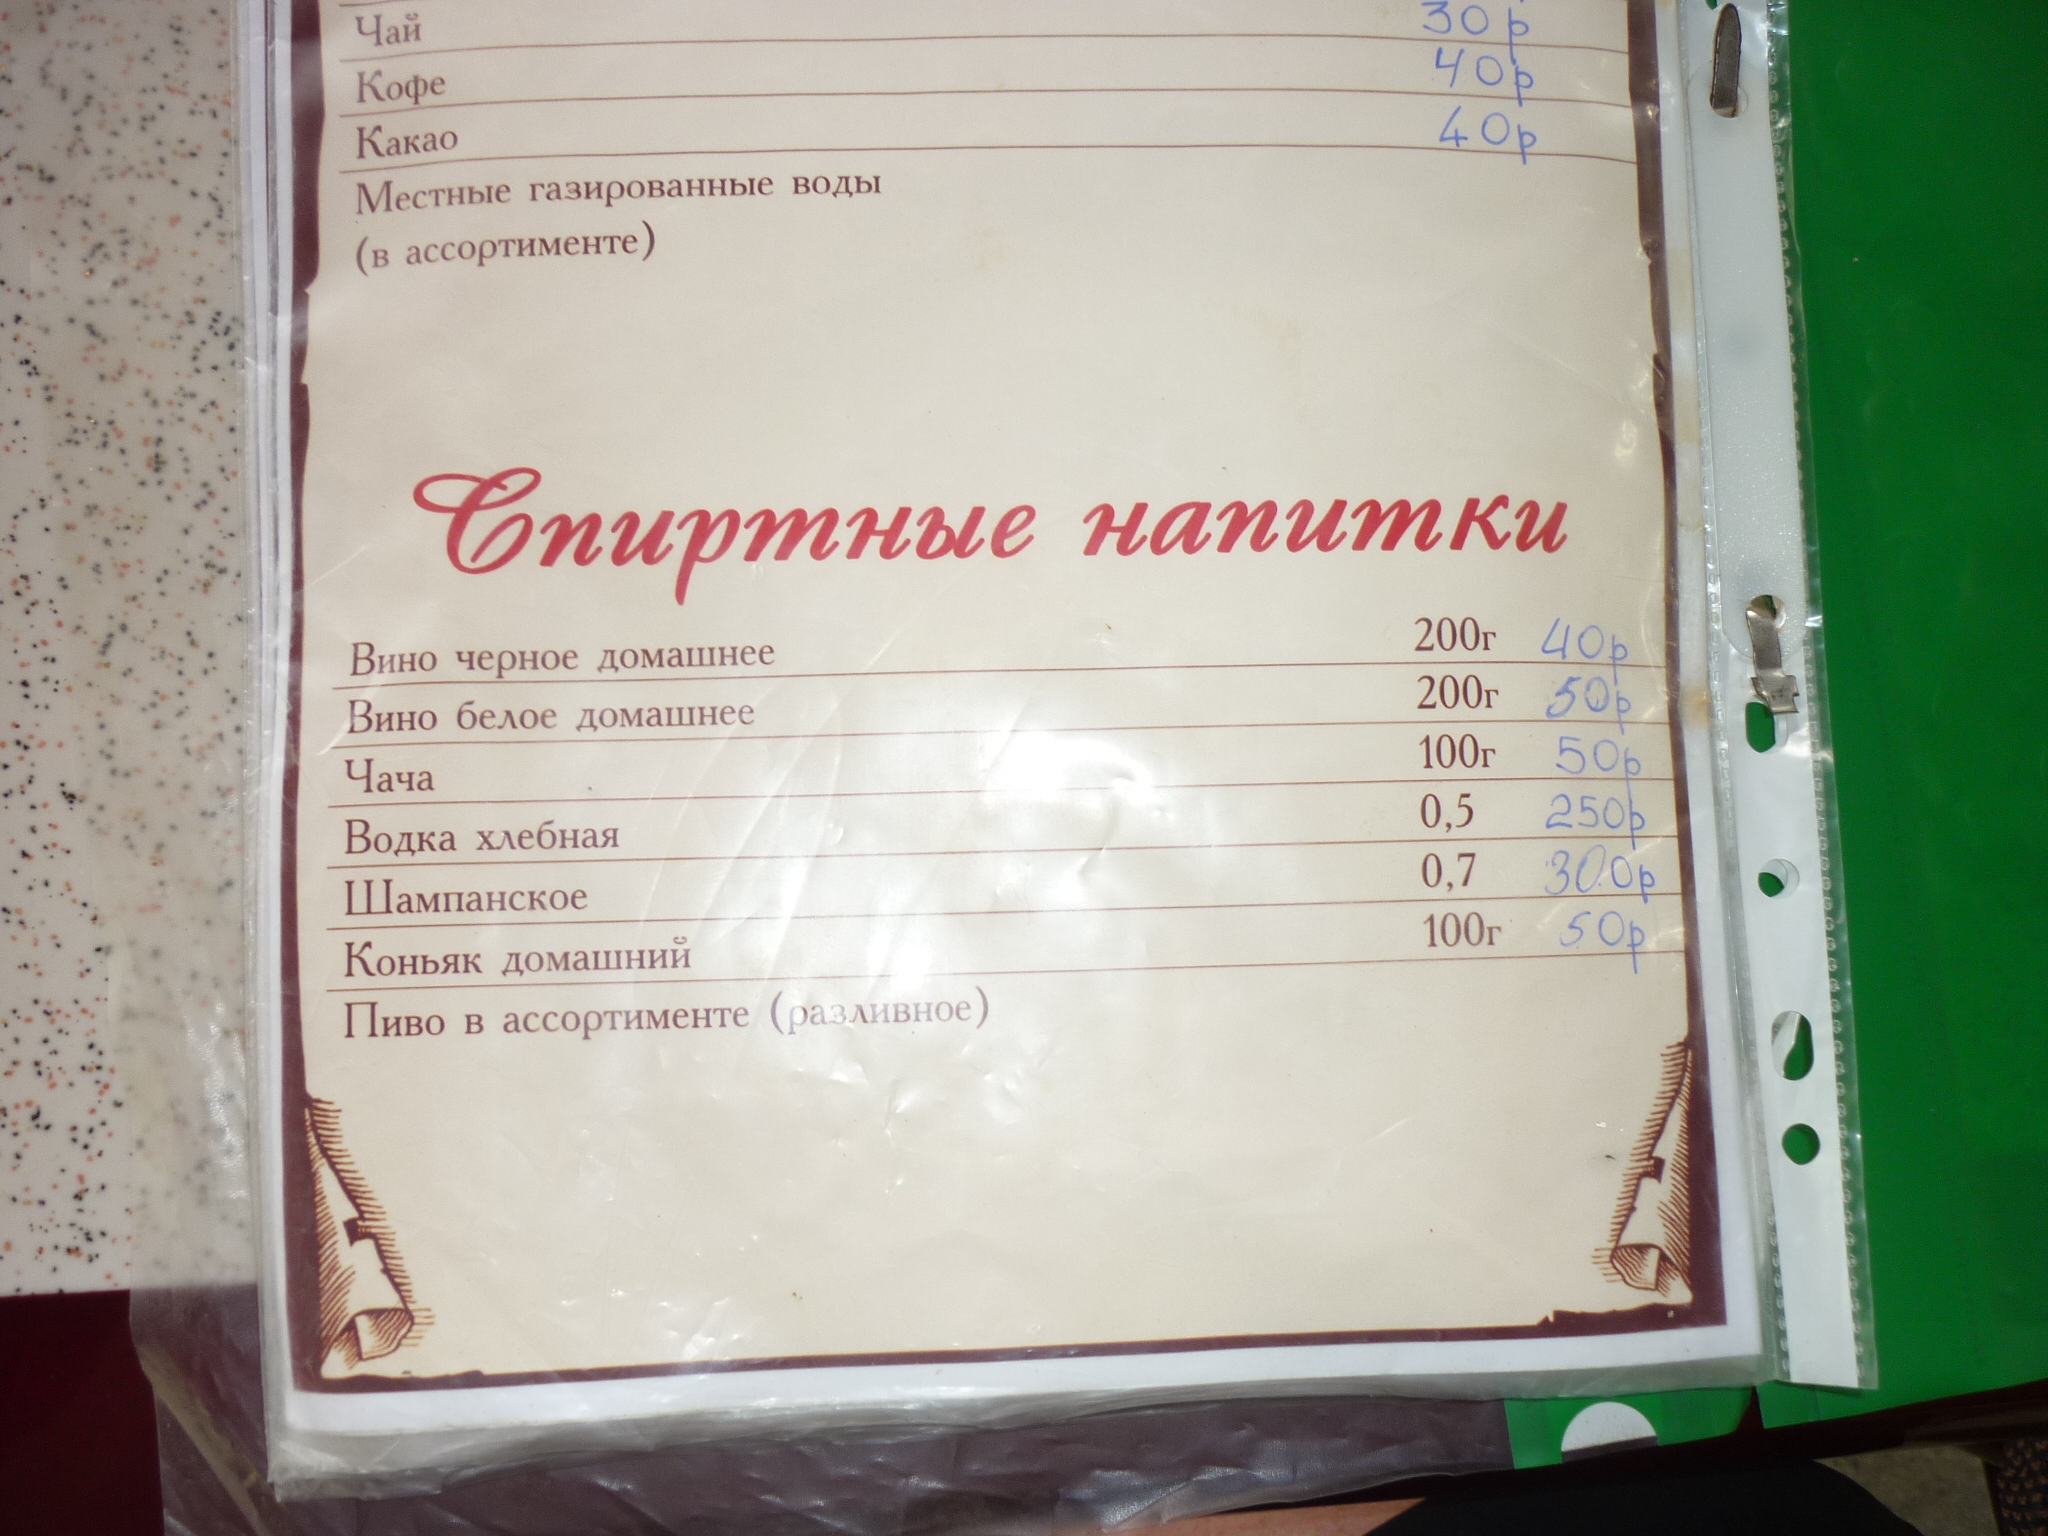 Чай 30р
Кофе 40р
Какао 40р
Местные газированные воды
(в ассортименте)
Спиртные напитки
Вино черное домашнее 200г 40р
Вино белое домашнее 200г 50р
Чача 100г 50р
Водка хлебная 0,5 250р
Шампанское 0,7 300р
Коньяк домашний 100г 50р
Пиво в ассортименте (разливное)